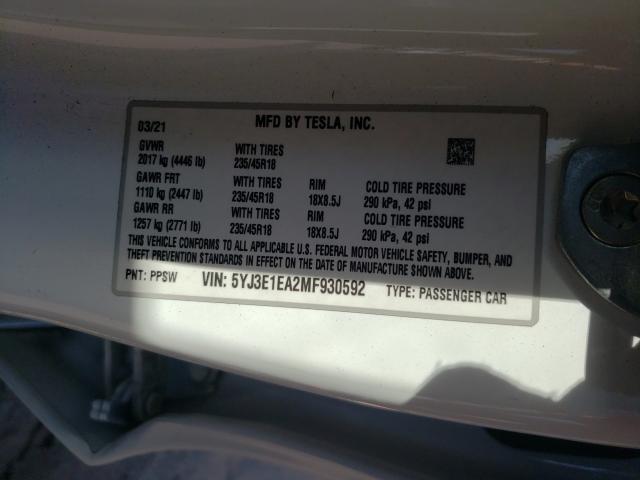 03/21 MFD BY TESLA, INC.
GVWR WITH TIRES
2017 kg (4446 lb) 235/45R18
GAWR FRT WITH TIRES RIM COLD TIRE PRESSURE
1110 kg (2447 lb) 235/45R18 18X8.5J 290 kPa, 42 psi
GAWR RR WITH TIRES RIM COLD TIRE PRESSURE
1257 kg (2771 lb) 235/45R18 18X8.5J 290 kPa, 42 psi
THIS VEHICLE CONFORMS TO ALL APPLICABLE U.S. FEDERAL MOTOR VEHICLE SAFETY, BUMPER, AND
THEFT PREVENTION STANDARDS IN EFFECT ON THE DATE OF MANUFACTURE SHOWN ABOVE.
PNT: PPSW VIN: 5YJ3E1EA2MF930592 TYPE: PASSENGER CAR